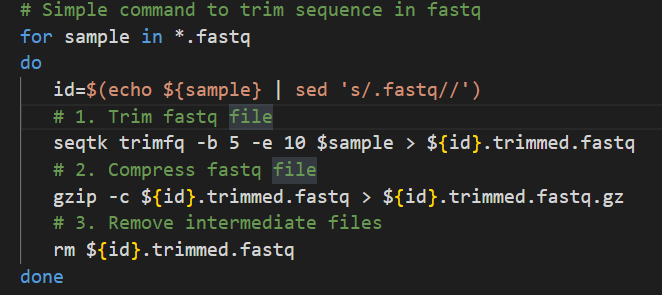 # Simple command to trim sequence in fastq
for sample in *.fastq
do
id=$(echo ${sample} | sed 's/.fastq//')
# 1. Trim fastq file
seqtk trimfq -b 5 -e 10 $sample > ${id}.trimmed.fastq
# 2. Compress fastq file
gzip -c ${id}.trimmed.fastq > ${id}.trimmed.fastq.gz
# 3. Remove intermediate files
rm ${id}.trimmed.fastq
done